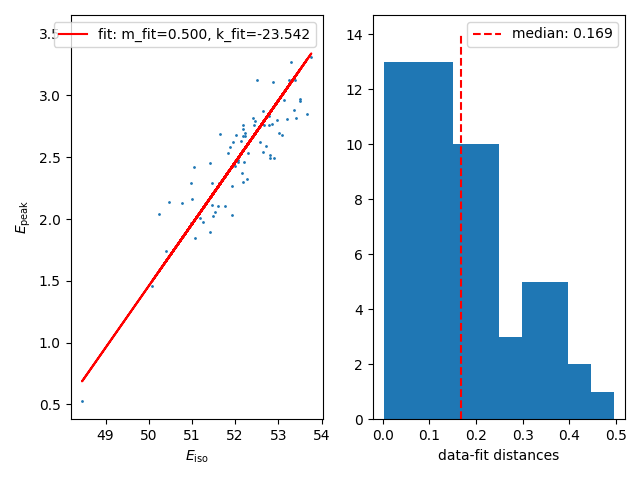 fit: m_fit=0.500, k_fit=-23.542
3.5
3.0
2.5
2.0
1.5
1.0
0.5
E_peak
49 50 51 52 53 54
E_iso
median: 0.169
14
12
10
8
6
4
2
0
0.0 0.1 0.2 0.3 0.4 0.5
data-fit distances